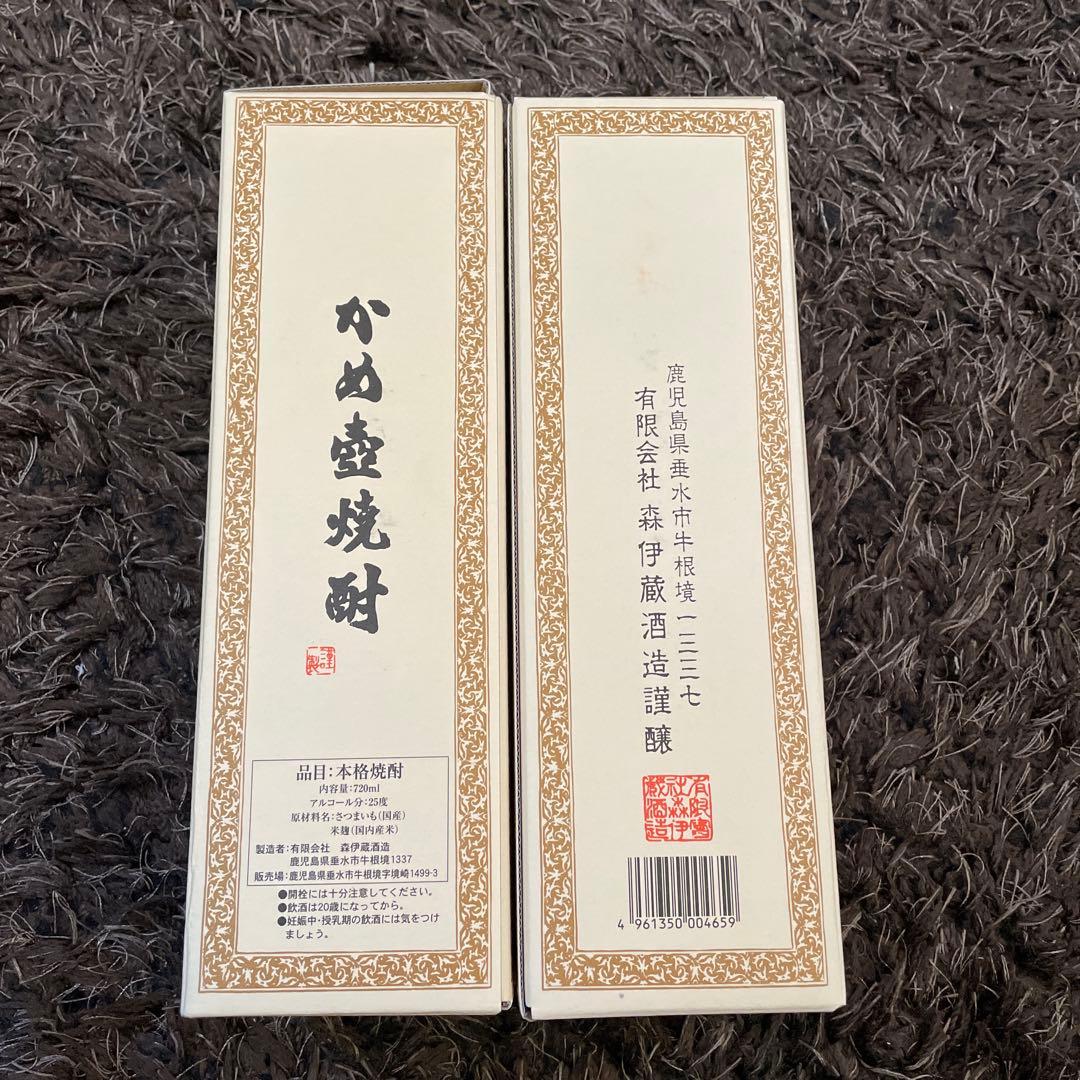 かめ壺焼酎
謹製
品目:本格焼酎
内容量:720ml
アルコール分:25度
原材料名:さつまいも(国産)
米麹(国内産米)
製造者:有限会社 森伊蔵酒造
鹿児島県垂水市牛根境1337
販売場:鹿児島県垂水市牛根境字境崎1499-3
●開栓には十分注意してください。
●飲酒は20歳になってから。
●妊娠中・授乳期の飲酒には気をつけ
ましょう。
鹿児島県垂水市牛根境一三三七
有限会社 森伊蔵酒造謹醸
4 961350 004659